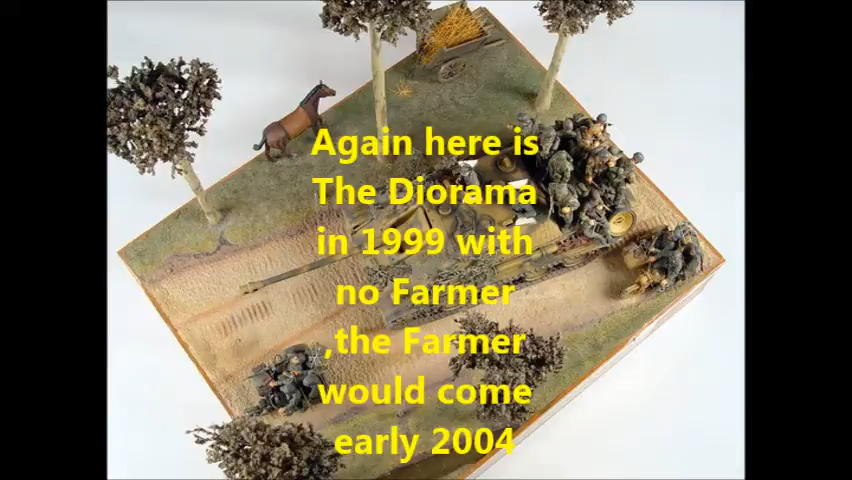 Again here is
The Diorama
in 1999 with
no Farmer
,the Farmer
would come
early 2004